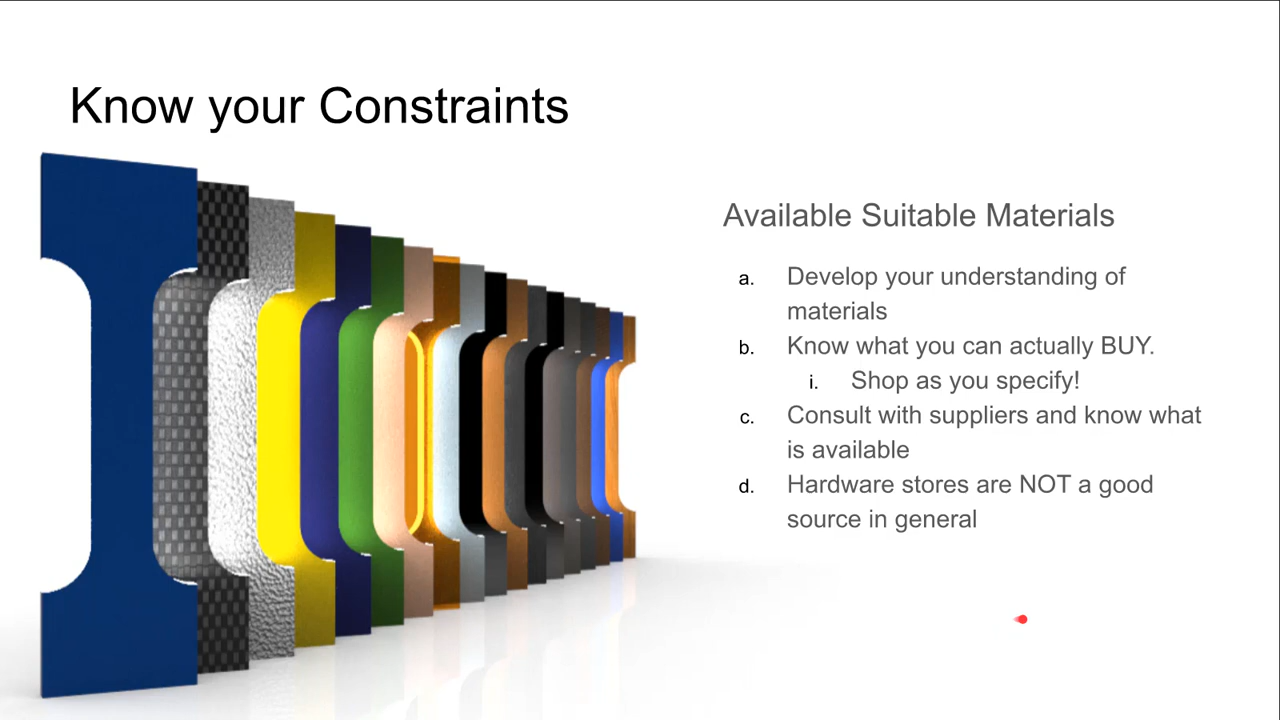 Know your Constraints
Available Suitable Materials
a. Develop your understanding of
materials
b. Know what you can actually BUY.
i. Shop as you specify!
c. Consult with suppliers and know what
is available
d. Hardware stores are NOT a good
source in general